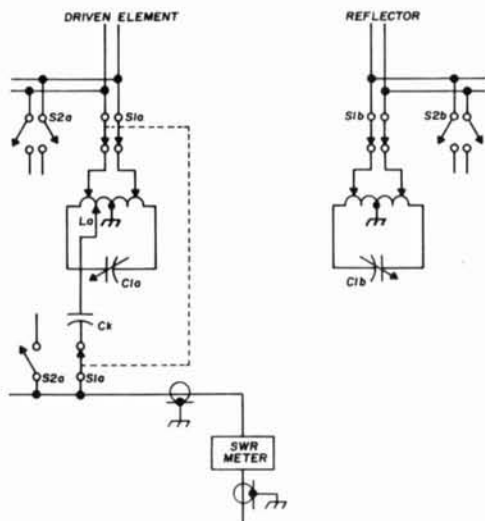 DRIVEN ELEMENT
REFLECTOR
S2a
S1a
S1b
S2b
La
C1a
C1b
Ck
S2a
S1a
SWR
METER